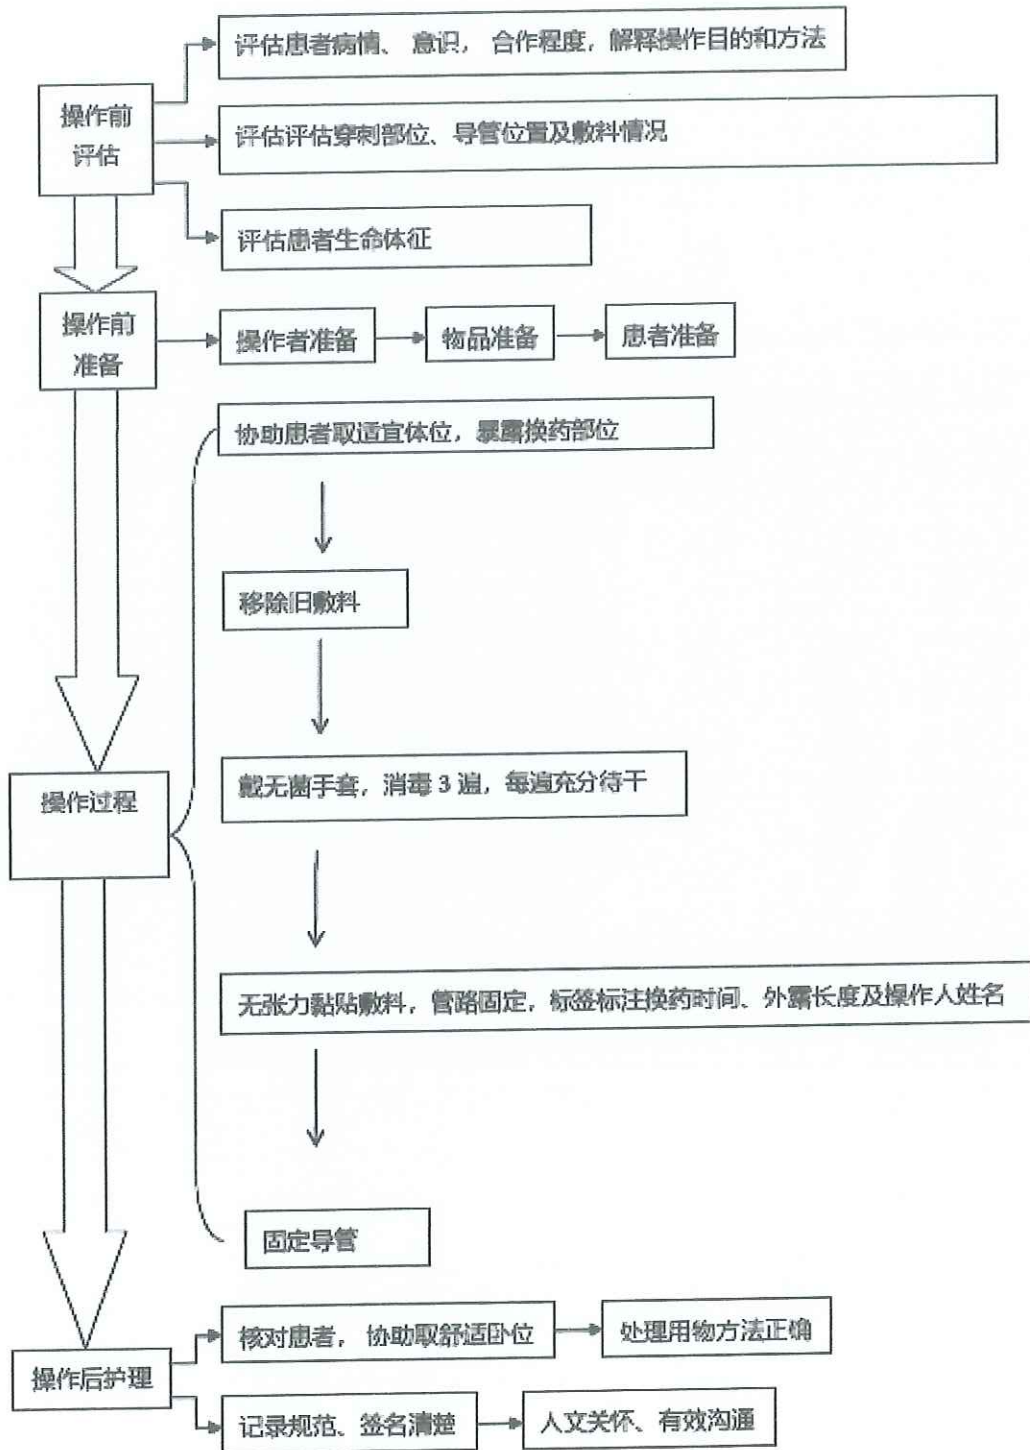 评估患者病情、意识，合作程度，解释操作目的和方法
操作前
评估
评估评估穿刺部位、导管位置及敷料情况
评估患者生命体征
操作前
准备
操作者准备
物品准备
患者准备
协助患者取适宜体位，暴露换药部位
移除旧敷料
戴无菌手套，消毒 3 遍，每遍充分待干
操作过程
无张力黏贴敷料，管路固定，标签标注换药时间、外露长度及操作人姓名
固定导管
核对患者，协助取舒适卧位
处理用物方法正确
操作后护理
记录规范、签名清楚
人文关怀、有效沟通